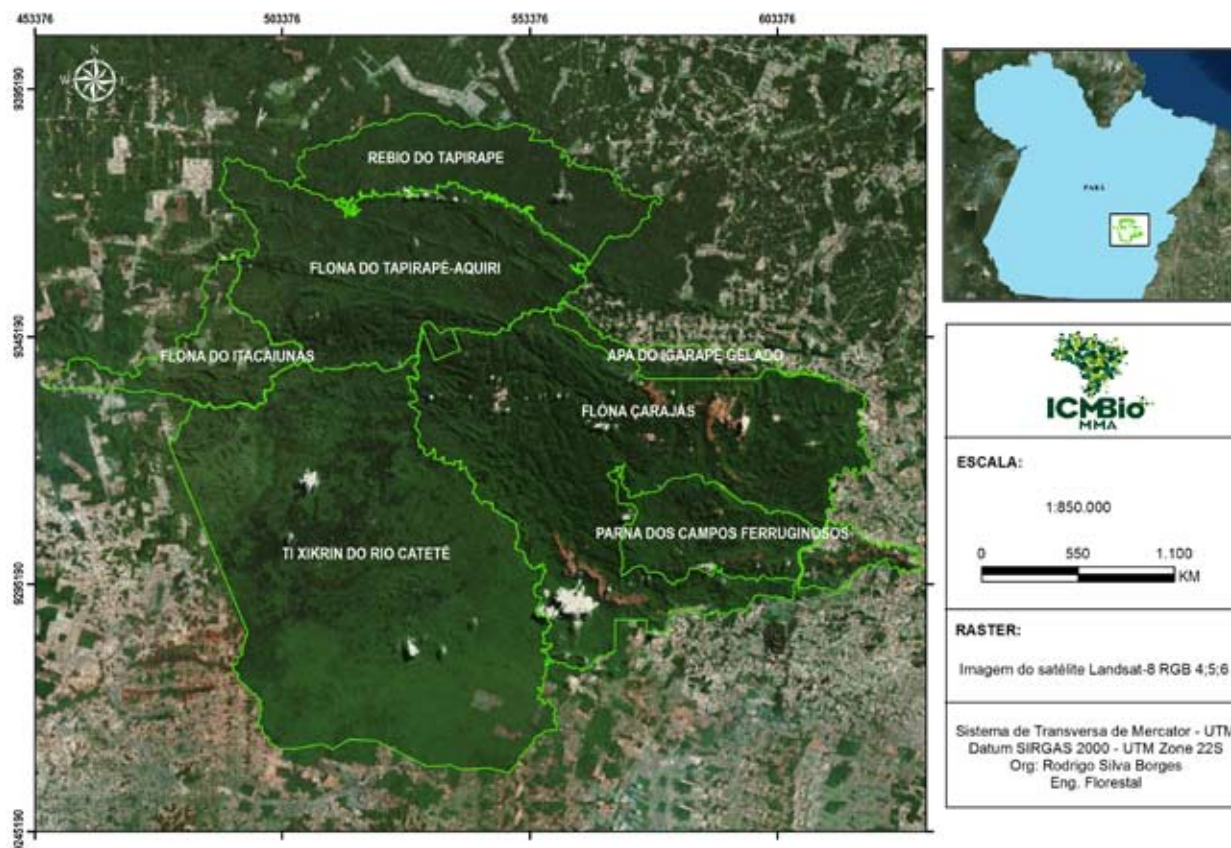 453376
503376
553376
603376
9395190
9345190
9295190
9245190
N
W
E
REBIO DO TAPIRAPE
FLONA DO TAPIRAPÉ-AQUIRI
FLONA DO ITACAIUNAS
APA DO IGARAPE GELADO
FLONA CARAJÁS
PARNA DOS CAMPOS FERRUGINOSOS
TI XIKRIN DO RIO CATETÉ
PARÁ
ICMBio
MMA
ESCALA:
1:850.000
0 550 1.100
KM
RASTER:
Imagem do satélite Landsat-8 RGB 4;5;6
Sistema de Transversa de Mercator - UTM
Datum SIRGAS 2000 - UTM Zone 22S
Org: Rodrigo Silva Borges
Eng. Florestal